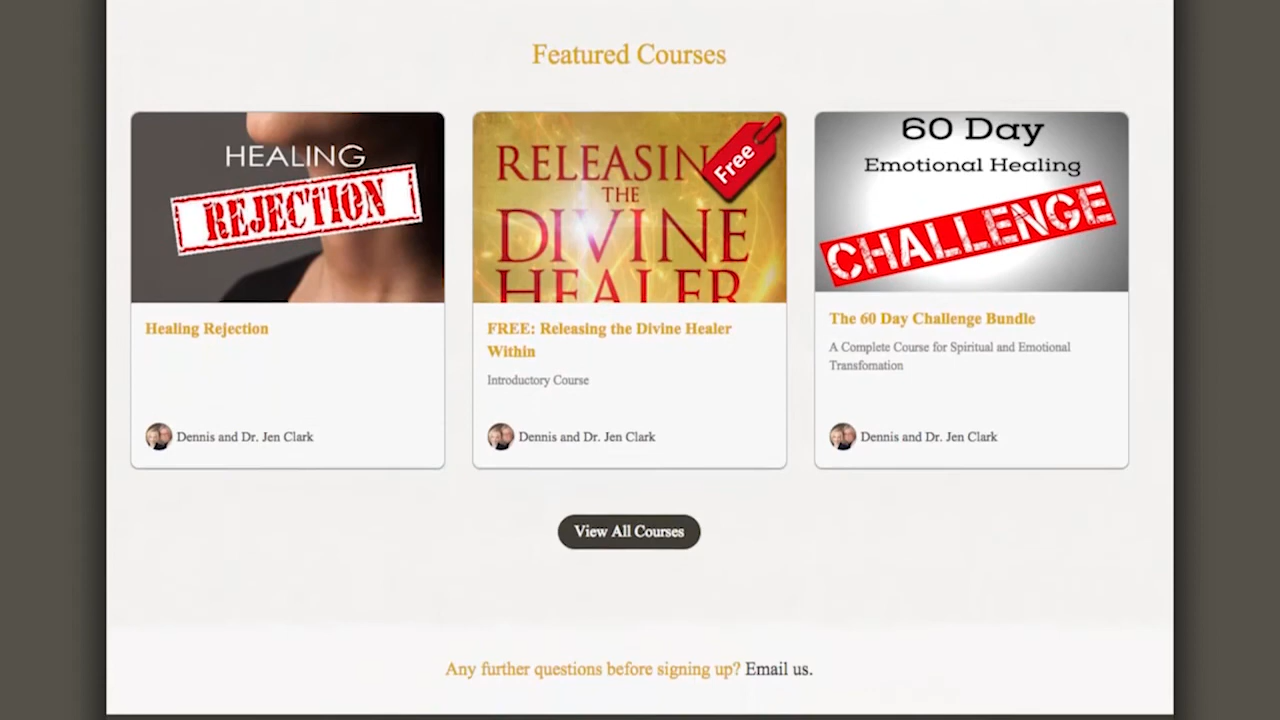 Featured Courses
HEALING
REJECTION
Healing Rejection
Dennis and Dr. Jen Clark
RELEASIN
Free
THE
DIVINE
HEALER
FREE: Releasing the Divine Healer
Within
Introductory Course
Dennis and Dr. Jen Clark
60 Day
Emotional Healing
CHALLENGE
The 60 Day Challenge Bundle
A Complete Course for Spiritual and Emotional
Transfomation
Dennis and Dr. Jen Clark
View All Courses
Any further questions before signing up? Email us.